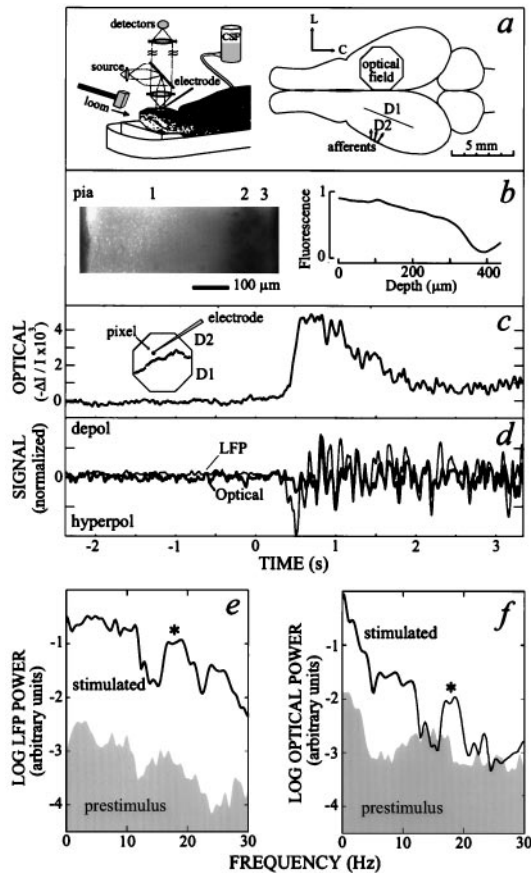 detectors
source
electrode
loom
CSF
a
L
C
optical
field
D1
D2
afferents
5 mm
b
pia
1
2
3
100 μm
Fluorescence
1
0
0
200
400
Depth (μm)
c
OPTICAL
(-ΔI / I x10³)
4
2
0
pixel
electrode
D2
D1
d
SIGNAL
(normalized)
0
depol
LFP
Optical
hyperpol
-2
-1
0
1
2
3
TIME (s)
e
LOG LFP POWER
(arbitrary units)
-1
-2
-3
-4
*
stimulated
prestimulus
0
10
20
30
f
LOG OPTICAL POWER
(arbitrary units)
0
-1
-2
-3
-4
stimulated
*
prestimulus
0
10
20
30
FREQUENCY (Hz)